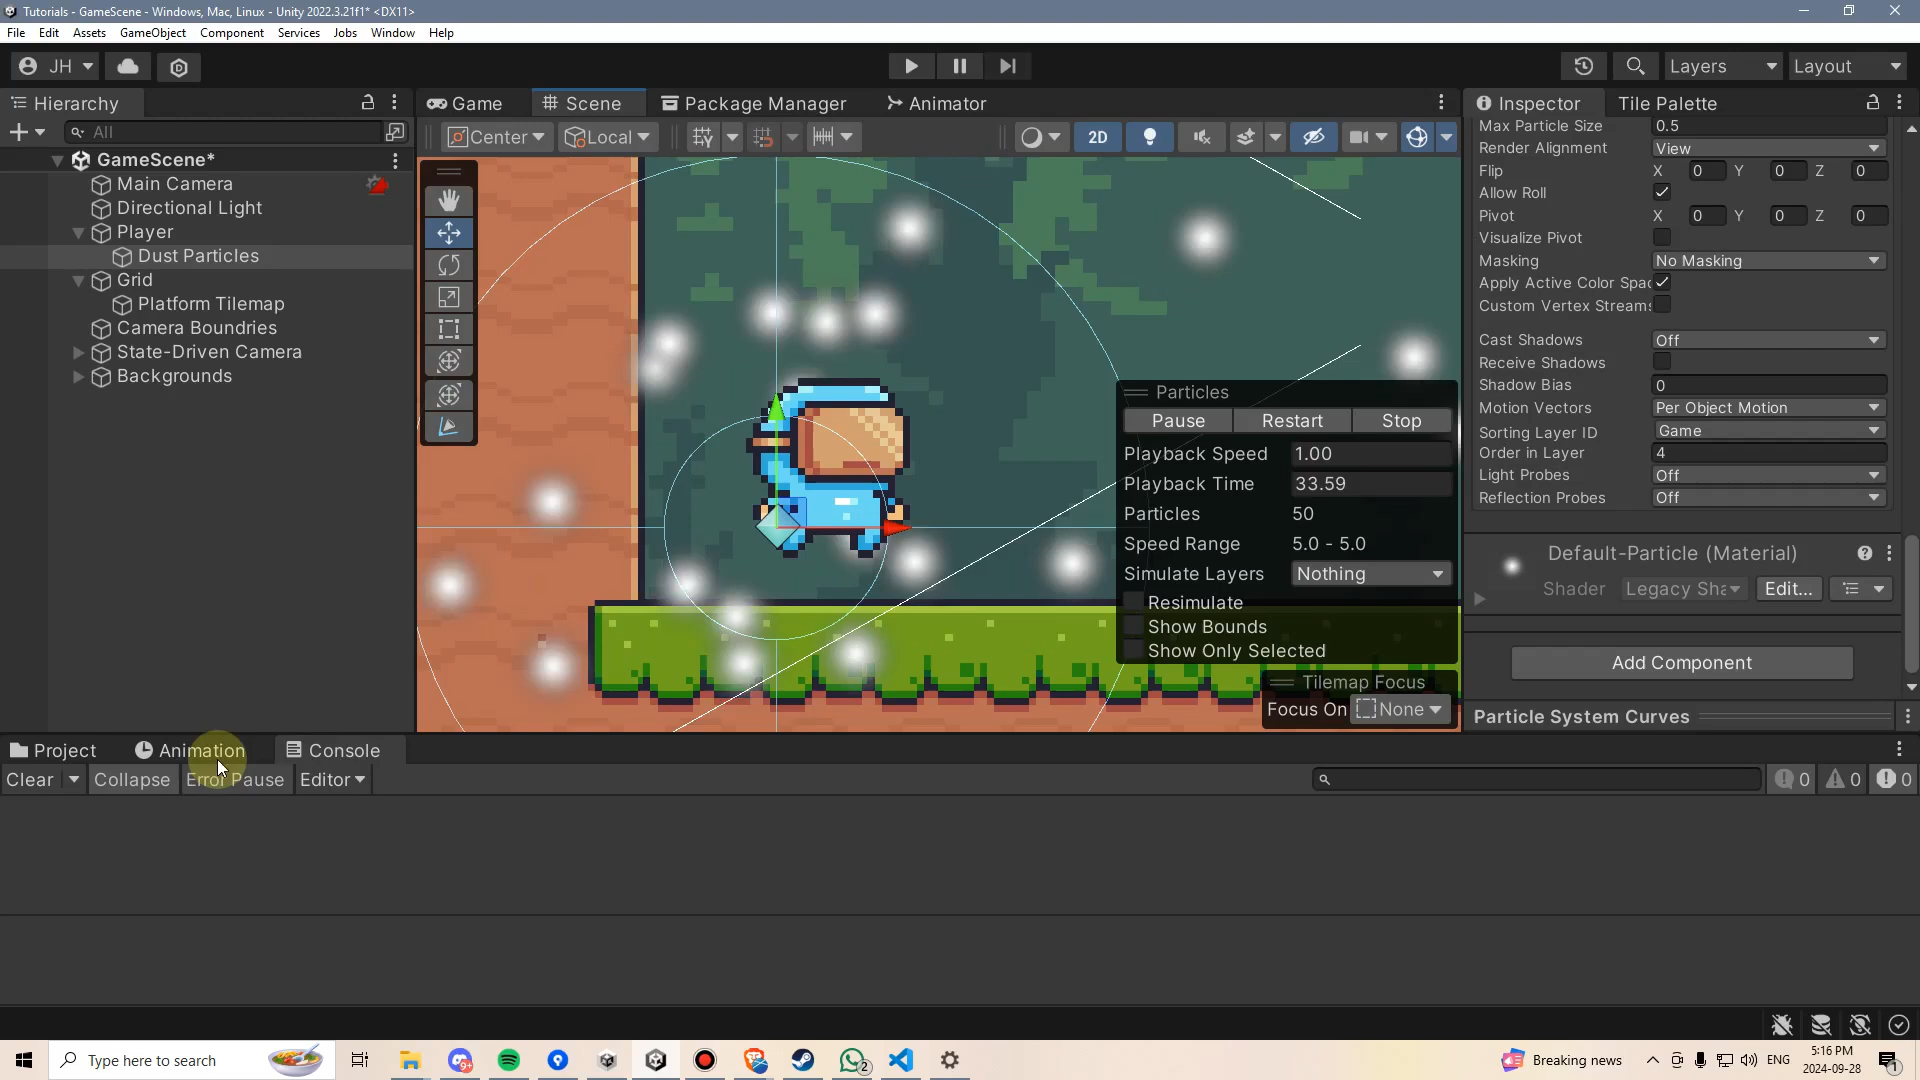 Tutorials - GameScene - Windows, Mac, Linux - Unity 2022.3.21f1* <DX11>
File Edit Assets GameObject Component Services Jobs Window Help
JH Layers Layout
Hierarchy
All
GameScene*
Main Camera
Directional Light
Player
Dust Particles
Grid
Platform Tilemap
Camera Boundries
State-Driven Camera
Backgrounds
Game Scene Package Manager Animator
Center Local 2D
Particles
Pause Restart Stop
Playback Speed 1.00
Playback Time 33.59
Particles 50
Speed Range 5.0 - 5.0
Simulate Layers Nothing
Resimulate
Show Bounds
Show Only Selected
Tilemap Focus
Focus On None
Inspector Tile Palette
Max Particle Size 0.5
Render Alignment View
Flip X 0 Y 0 Z 0
Allow Roll
Pivot X 0 Y 0 Z 0
Visualize Pivot
Masking No Masking
Apply Active Color Spac
Custom Vertex Streams
Cast Shadows Off
Receive Shadows
Shadow Bias 0
Motion Vectors Per Object Motion
Sorting Layer ID Game
Order in Layer 4
Light Probes Off
Reflection Probes Off
Default-Particle (Material)
Shader Legacy Sha Edit...
Add Component
Particle System Curves
Project Animation Console
Clear Collapse Error Pause Editor 0 0 0
Type here to search 9+ 2 Breaking news ENG 5:16 PM
2024-09-28 1